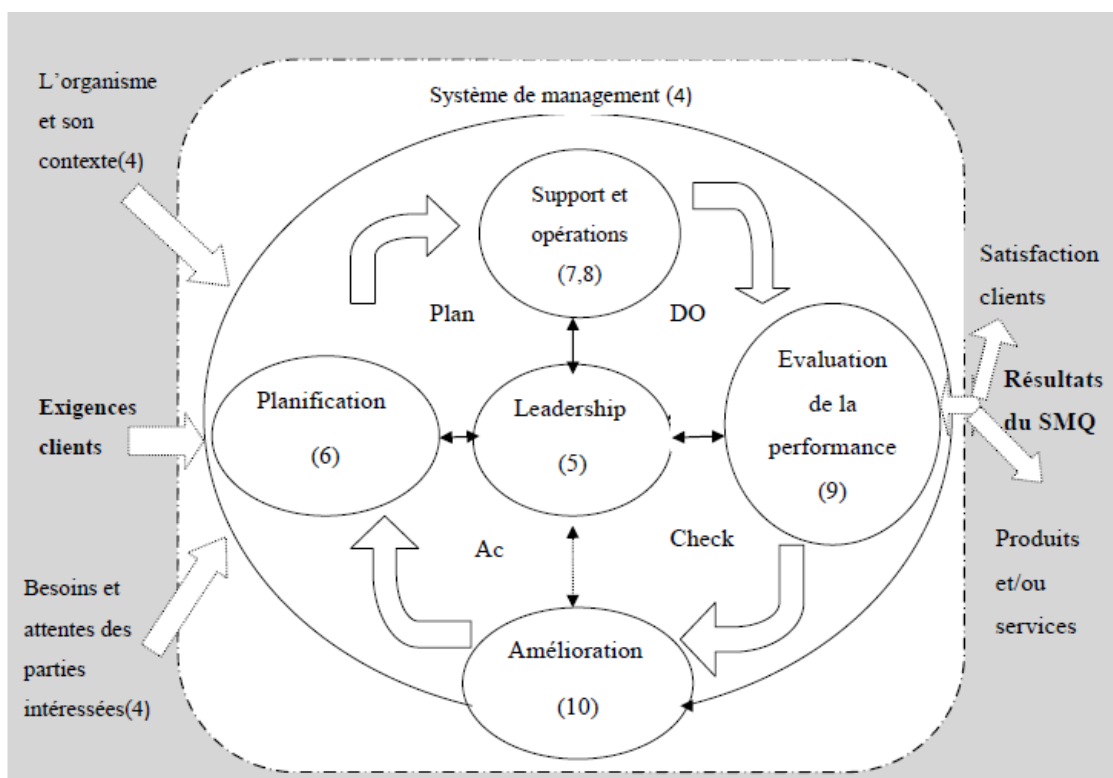 L'organisme
et son
contexte(4)
Système de management (4)
Support et
opérations
(7,8)
Plan
DO
Satisfaction
clients
Exigences
clients
Planification
(6)
Leadership
(5)
Evaluation
de la
performance
(9)
Résultats
du SMQ
Ac
Check
Besoins et
attentes des
parties
intéressées(4)
Amélioration
(10)
Produits
et/ou
services